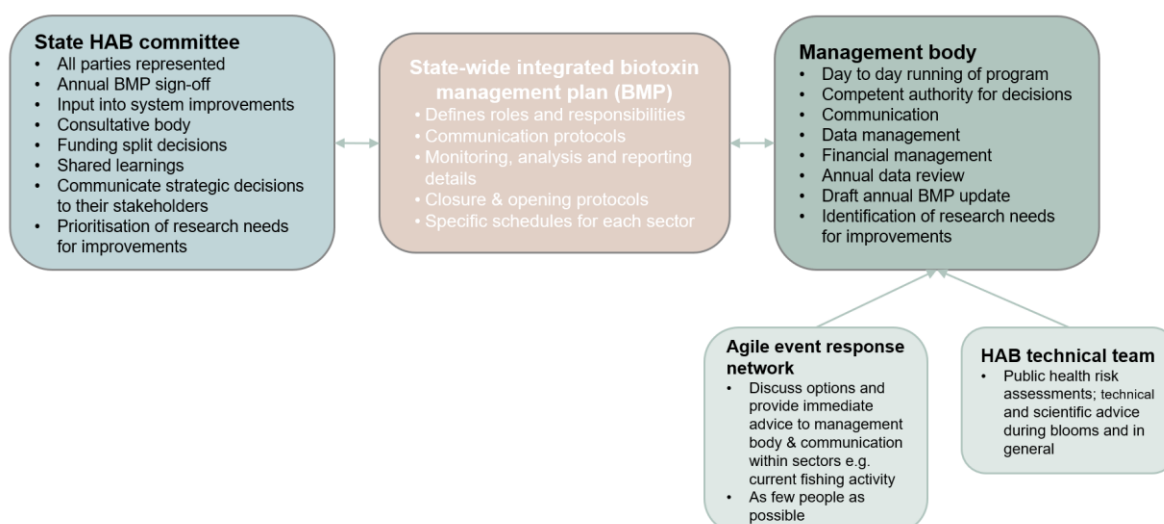 State HAB committee
• All parties represented
• Annual BMP sign-off
• Input into system improvements
• Consultative body
• Funding split decisions
• Shared learnings
• Communicate strategic decisions
to their stakeholders
• Prioritisation of research needs
for improvements
State-wide integrated biotoxin
management plan (BMP)
• Defines roles and responsibilities
• Communication protocols
• Monitoring, analysis and reporting
details
• Closure & opening protocols
• Specific schedules for each sector
Management body
• Day to day running of program
• Competent authority for decisions
• Communication
• Data management
• Financial management
• Annual data review
• Draft annual BMP update
• Identification of research needs
for improvements
Agile event response
network
• Discuss options and
provide immediate
advice to management
body & communication
within sectors e.g.
current fishing activity
• As few people as
possible
HAB technical team
• Public health risk
assessments; technical
and scientific advice
during blooms and in
general